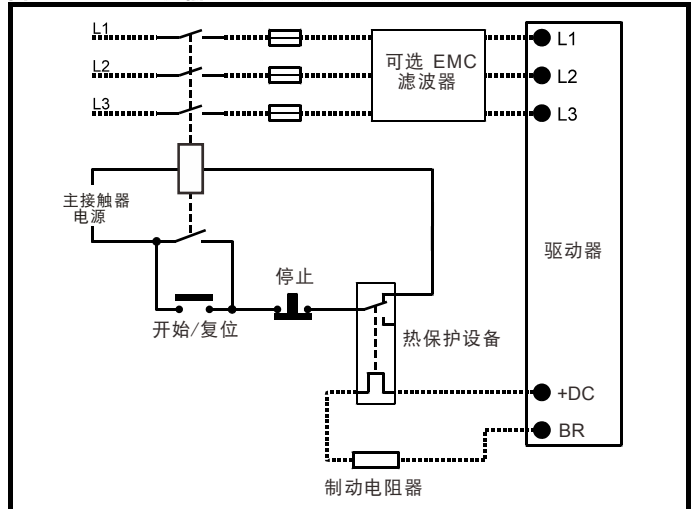 L1
L1
L2
可选 EMC
滤波器
L2
L3
L3
主接触器
电源
驱动器
停止
开始/复位
热保护设备
+DC
BR
制动电阻器